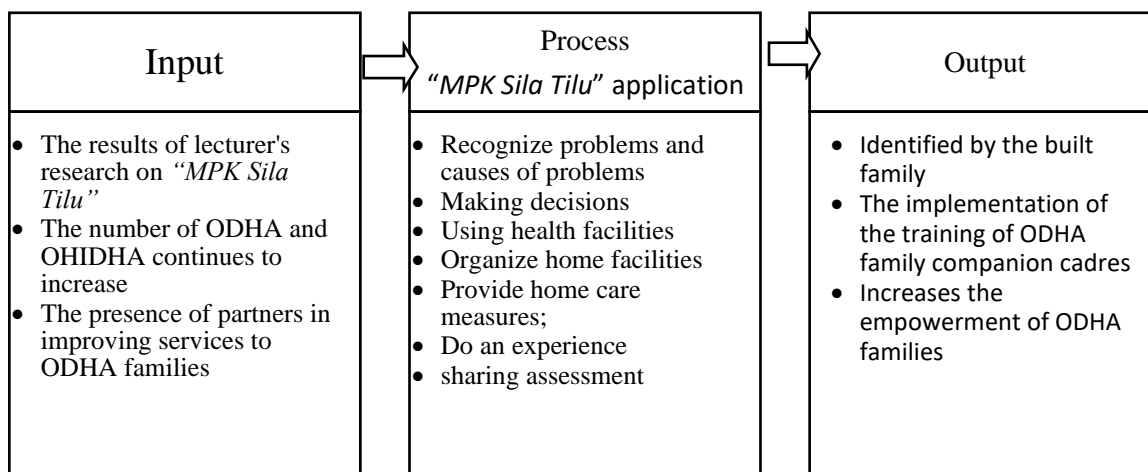 Input
• The results of lecturer's
research on “MPK Sila
Tilu”
• The number of ODHA and
OHIDHA continues to
increase
• The presence of partners in
improving services to
ODHA families
Process
“MPK Sila Tilu” application
• Recognize problems and
causes of problems
• Making decisions
• Using health facilities
• Organize home facilities
• Provide home care
measures;
• Do an experience
• sharing assessment
Output
• Identified by the built
family
• The implementation of
the training of ODHA
family companion cadres
• Increases the
empowerment of ODHA
families